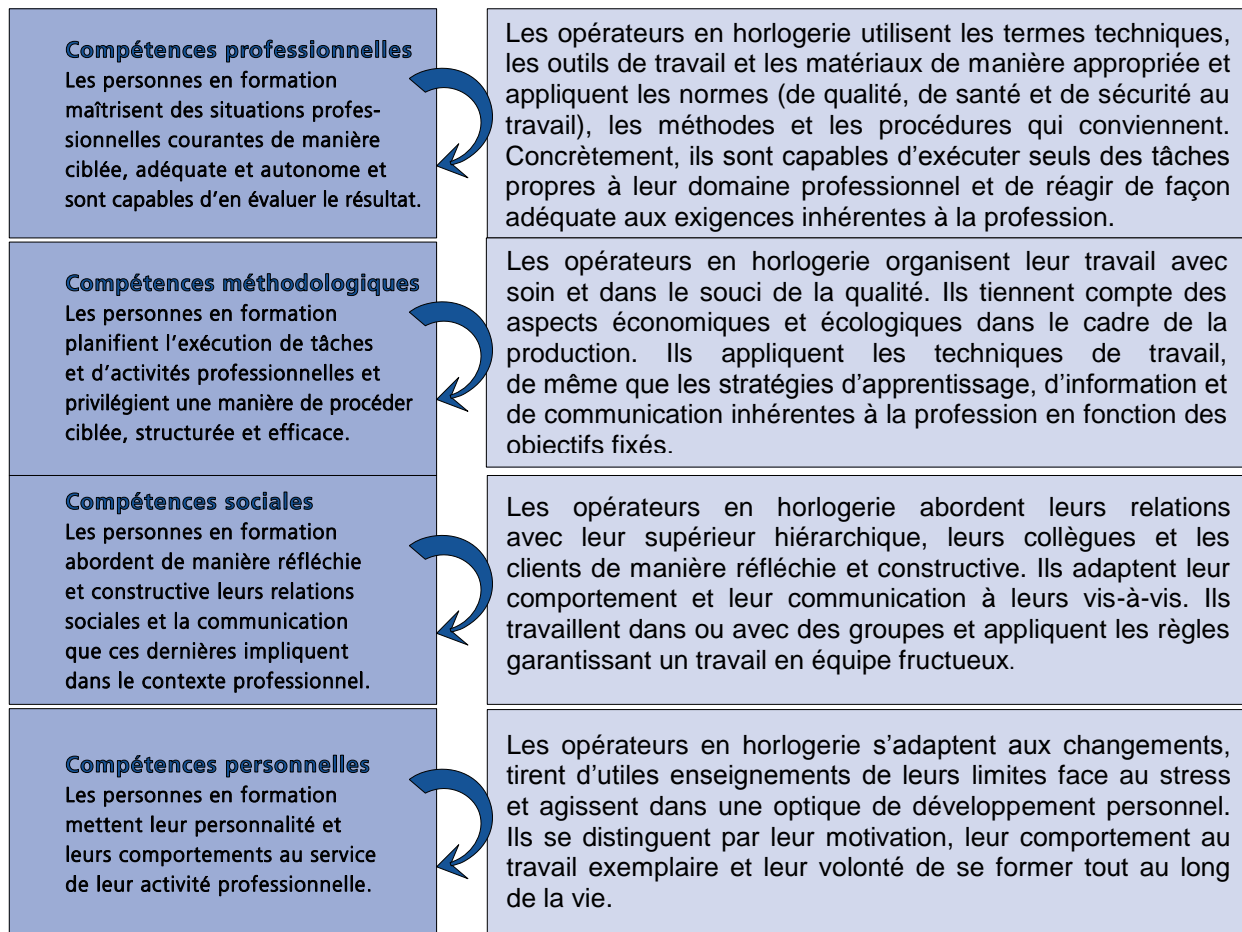 Compétences professionnelles
Les personnes en formation
maîtrisent des situations profes-
sionnelles courantes de manière
ciblée, adéquate et autonome et
sont capables d'en évaluer le résultat.
Les opérateurs en horlogerie utilisent les termes techniques,
les outils de travail et les matériaux de manière appropriée et
appliquent les normes (de qualité, de santé et de sécurité au
travail), les méthodes et les procédures qui conviennent.
Concrètement, ils sont capables d'exécuter seuls des tâches
propres à leur domaine professionnel et de réagir de façon
adéquate aux exigences inhérentes à la profession.
Compétences méthodologiques
Les personnes en formation
planifient l'exécution de tâches
et d'activités professionnelles et
privilégient une manière de procéder
ciblée, structurée et efficace.
Les opérateurs en horlogerie organisent leur travail avec
soin et dans le souci de la qualité. Ils tiennent compte des
aspects économiques et écologiques dans le cadre de la
production. Ils appliquent les techniques de travail,
de même que les stratégies d'apprentissage, d'information et
de communication inhérentes à la profession en fonction des
objectifs fixés.
Compétences sociales
Les personnes en formation
abordent de manière réfléchie
et constructive leurs relations
sociales et la communication
que ces dernières impliquent
dans le contexte professionnel.
Les opérateurs en horlogerie abordent leurs relations
avec leur supérieur hiérarchique, leurs collègues et les
clients de manière réfléchie et constructive. Ils adaptent leur
comportement et leur communication à leurs vis-à-vis. Ils
travaillent dans ou avec des groupes et appliquent les règles
garantissant un travail en équipe fructueux.
Compétences personnelles
Les personnes en formation
mettent leur personnalité et
leurs comportements au service
de leur activité professionnelle.
Les opérateurs en horlogerie s'adaptent aux changements,
tirent d'utiles enseignements de leurs limites face au stress
et agissent dans une optique de développement personnel.
Ils se distinguent par leur motivation, leur comportement au
travail exemplaire et leur volonté de se former tout au long
de la vie.